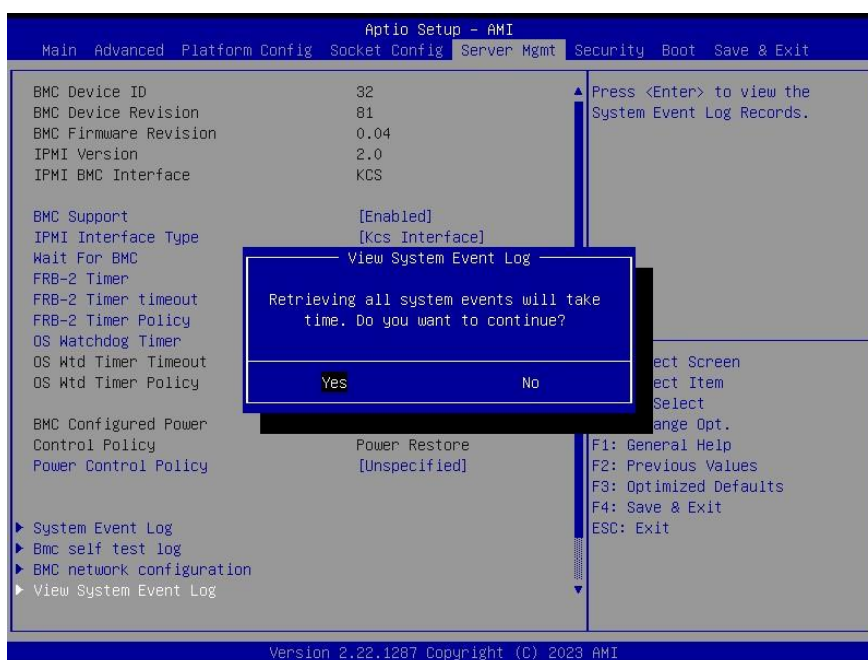 Aptio Setup - AMI
Main Advanced Platform Config Socket Config Server Mgmt Security Boot Save & Exit
BMC Device ID 32
BMC Device Revision 81
BMC Firmware Revision 0.04
IPMI Version 2.0
IPMI BMC Interface KCS
BMC Support [Enabled]
IPMI Interface Type [Kcs Interface]
Wait For BMC
FRB-2 Timer
FRB-2 Timer timeout
FRB-2 Timer Policy
OS Watchdog Timer
OS Wtd Timer Timeout
OS Wtd Timer Policy
BMC Configured Power
Control Policy Power Restore
Power Control Policy [Unspecified]
System Event Log
Bmc self test log
BMC network configuration
View System Event Log
View System Event Log
Retrieving all system events will take
time. Do you want to continue?
Yes No
Press <Enter> to view the
System Event Log Records.
ect Screen
ect Item
Select
ange Opt.
F1: General Help
F2: Previous Values
F3: Optimized Defaults
F4: Save & Exit
ESC: Exit
Version 2.22.1287 Copyright (C) 2023 AMI